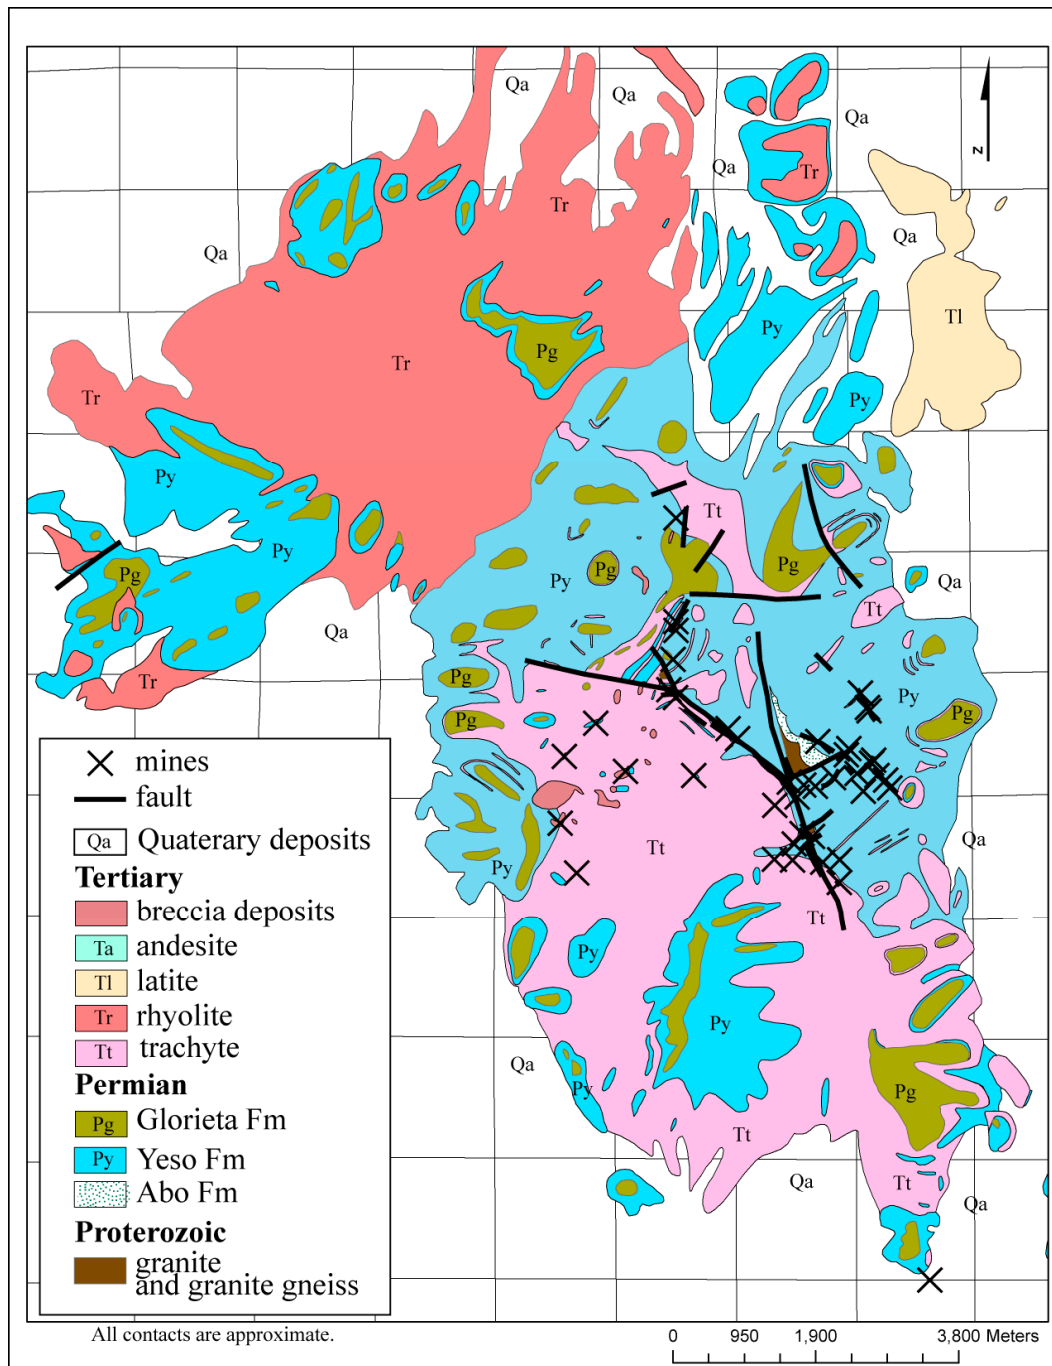 Qa
Qa
Qa
z
Qa
Tr
Tr
Qa
Qa
Tl
Py
Pg
Tr
Tr
Py
Py
Tt
Py
Pg
Pg
Py
Pg
Qa
Tt
Qa
Pg
Tr
Py
Pg
Pg
mines
fault
Qa Quaterary deposits
Tertiary
breccia deposits
Ta andesite
Tl latite
Tr rhyolite
Tt trachyte
Permian
Pg Glorieta Fm
Py Yeso Fm
Abo Fm
Proterozoic
granite
and granite gneiss
Tt
Qa
Py
Tt
Py
Py
Qa
Py
Pg
Tt
Qa
Tt
Qa
All contacts are approximate.
0 950 1,900 3,800 Meters